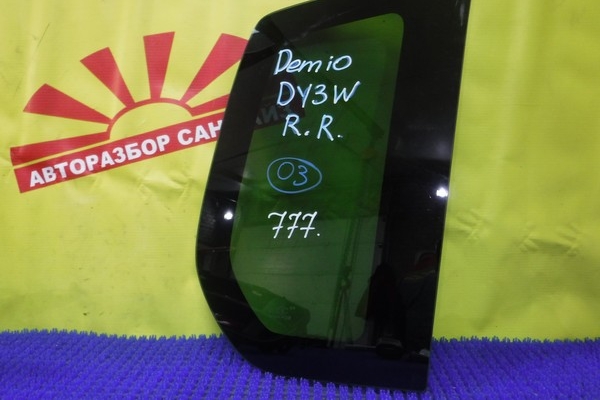 АВТОРАЗБОР САН
Demio
DY3W
R.R.
03
777.